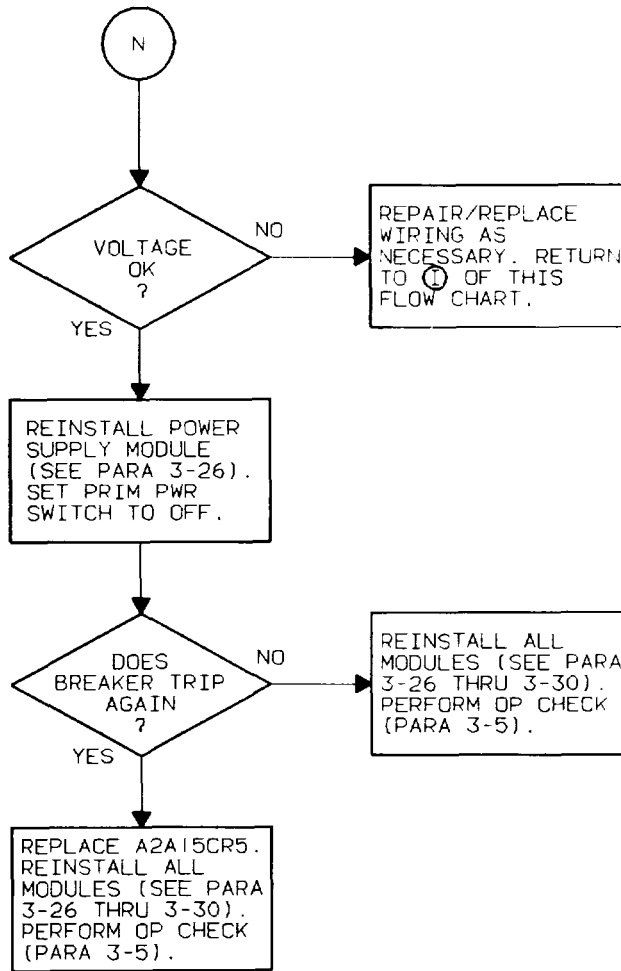 N
VOLTAGE
OK
?
NO
YES
REPAIR/REPLACE
WIRING AS
NECESSARY. RETURN
TO I OF THIS
FLOW CHART.
REINSTALL POWER
SUPPLY MODULE
(SEE PARA 3-26).
SET PRIM PWR
SWITCH TO OFF.
DOES
BREAKER TRIP
AGAIN
?
NO
YES
REINSTALL ALL
MODULES (SEE PARA
3-26 THRU 3-30).
PERFORM OP CHECK
(PARA 3-5).
REPLACE A2A15CR5.
REINSTALL ALL
MODULES (SEE PARA
3-26 THRU 3-30).
PERFORM OP CHECK
(PARA 3-5).